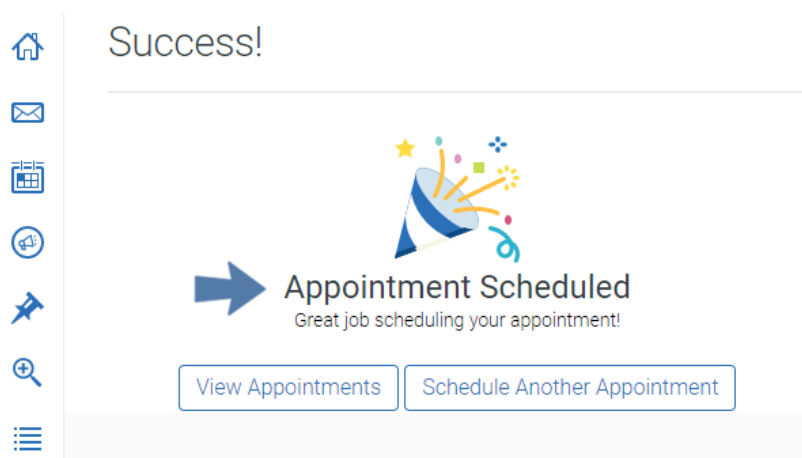 Success!
Appointment Scheduled
Great job scheduling your appointment!
View Appointments
Schedule Another Appointment